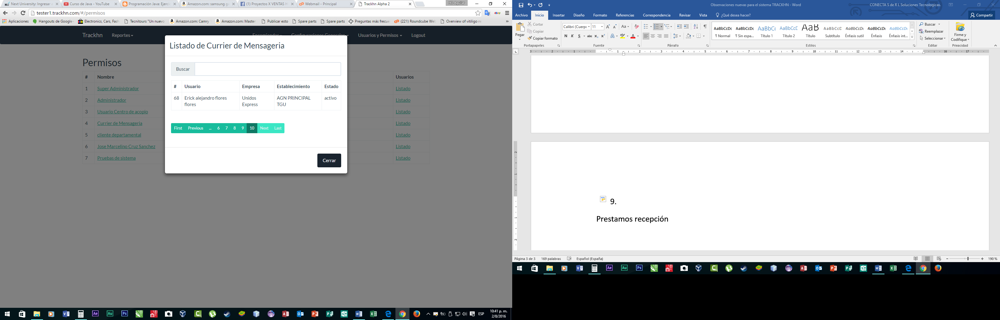 Next University: Ingresar a
Curso de Java - YouTube
Programación Java: Ejerci
Amazon.com: samsung ga
(1) Proyectos X VENTAS H
Webmail - Principal
Trackhn Alpha 2
HD Aguilar
tester1.trackhn.com/#/permisos
Aplicaciones
Hangouts de Google-
Electronics, Cars, Fash
Tecnitours "Un nuevo
Amazon.com: Camry
Amazon.com: Master
Publicar esto
Spare parts
Spare parts
Preguntas más frecue
(221) Roundcube Web
Overview of vitiligo re
Trackhn Reportes Usuarios y Permisos Logout
Listado de Currier de Mensageria
Buscar
# Usuario Empresa Establecimiento Estado
68 Erick alejandro flores flores Unidos Express AGN PRINCIPAL TGU activo
First Previous ... 6 7 8 9 10 Next Last
Cerrar
Permisos
# Nombre Usuarios
1 Super Administrador Listado
2 Administrador Listado
3 Usuario Centro de acopio Listado
4 Currier de Mensageria Listado
5 cliente departamental Listado
6 Jose Marcelino Cruz Sanchez Listado
7 Pruebas de sistema Listado
ESP
10:41 p. m.
2/8/2016
Observaciones nuevas para el sistema TRACKHN - Word
CONECTA S de R L Soluciones Tecnologicas.
Archivo Inicio Insertar Diseño Formato Referencias Correspondencia Revisar Vista ¿Qué desea hacer? Compartir
Pegar
Cortar
Copiar
Copiar formato
Portapapeles
Calibri (Cuerpo 11
N K S abc x₂ x²
Fuente
Párrafo
AaBbCcDc AaBbCcDc AaBbCc AaBbCcD AaB AaBbCcD AaBbCcDc AaBbCcDc AaBbCcDc
¶ Normal ¶ Sin espa... Título 1 Título 2 Título Subtítulo Énfasis sutil Énfasis Énfasis int...
Estilos
Buscar
Reemplazar
Seleccionar
Editar
Firme y
Codifique
Privacidad
9.
Prestamos recepción
Página 3 de 3 169 palabras Español (España) 190 %